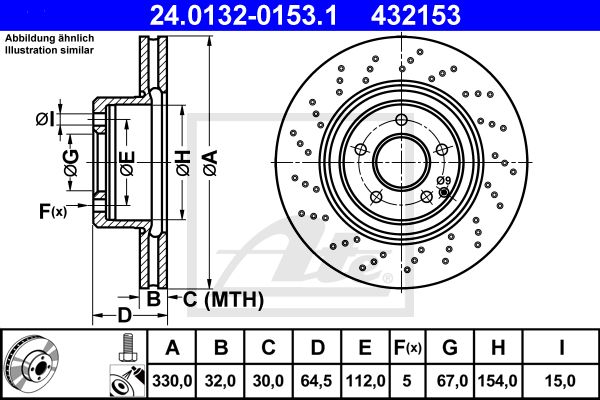 24.0132-0153.1 432153
Abbildung ähnlich
Illustration similar
ØI
ØG
ØE
ØH
ØA
F(x)
B
C (MTH)
D
Ø9
Ate
®
A B C D E F(x) G H I
330,0 32,0 30,0 64,5 112,0 5 67,0 154,0 15,0